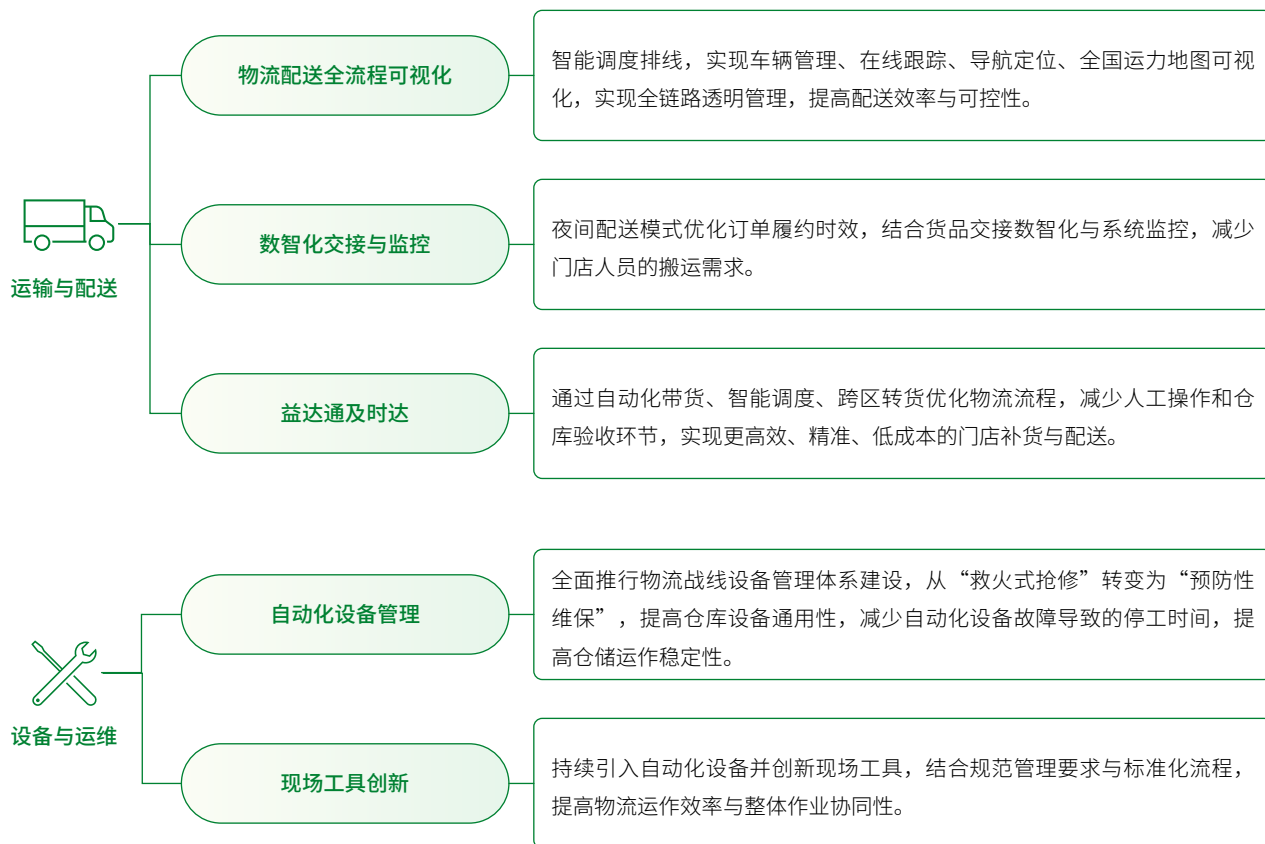 物流配送全流程可视化
智能调度排线，实现车辆管理、在线跟踪、导航定位、全国运力地图可视
化，实现全链路透明管理，提高配送效率与可控性。
运输与配送
数智化交接与监控
夜间配送模式优化订单履约时效，结合货品交接数智化与系统监控，减少
门店人员的搬运需求。
益达通及时达
通过自动化带货、智能调度、跨区转货优化物流流程，减少人工操作和仓
库验收环节，实现更高效、精准、低成本的门店补货与配送。
自动化设备管理
全面推行物流战线设备管理体系建设，从“救火式抢修”转变为“预防性
维保”，提高仓库设备通用性，减少自动化设备故障导致的停工时间，提
高仓储运作稳定性。
设备与运维
现场工具创新
持续引入自动化设备并创新现场工具，结合规范管理要求与标准化流程，
提高物流运作效率与整体作业协同性。